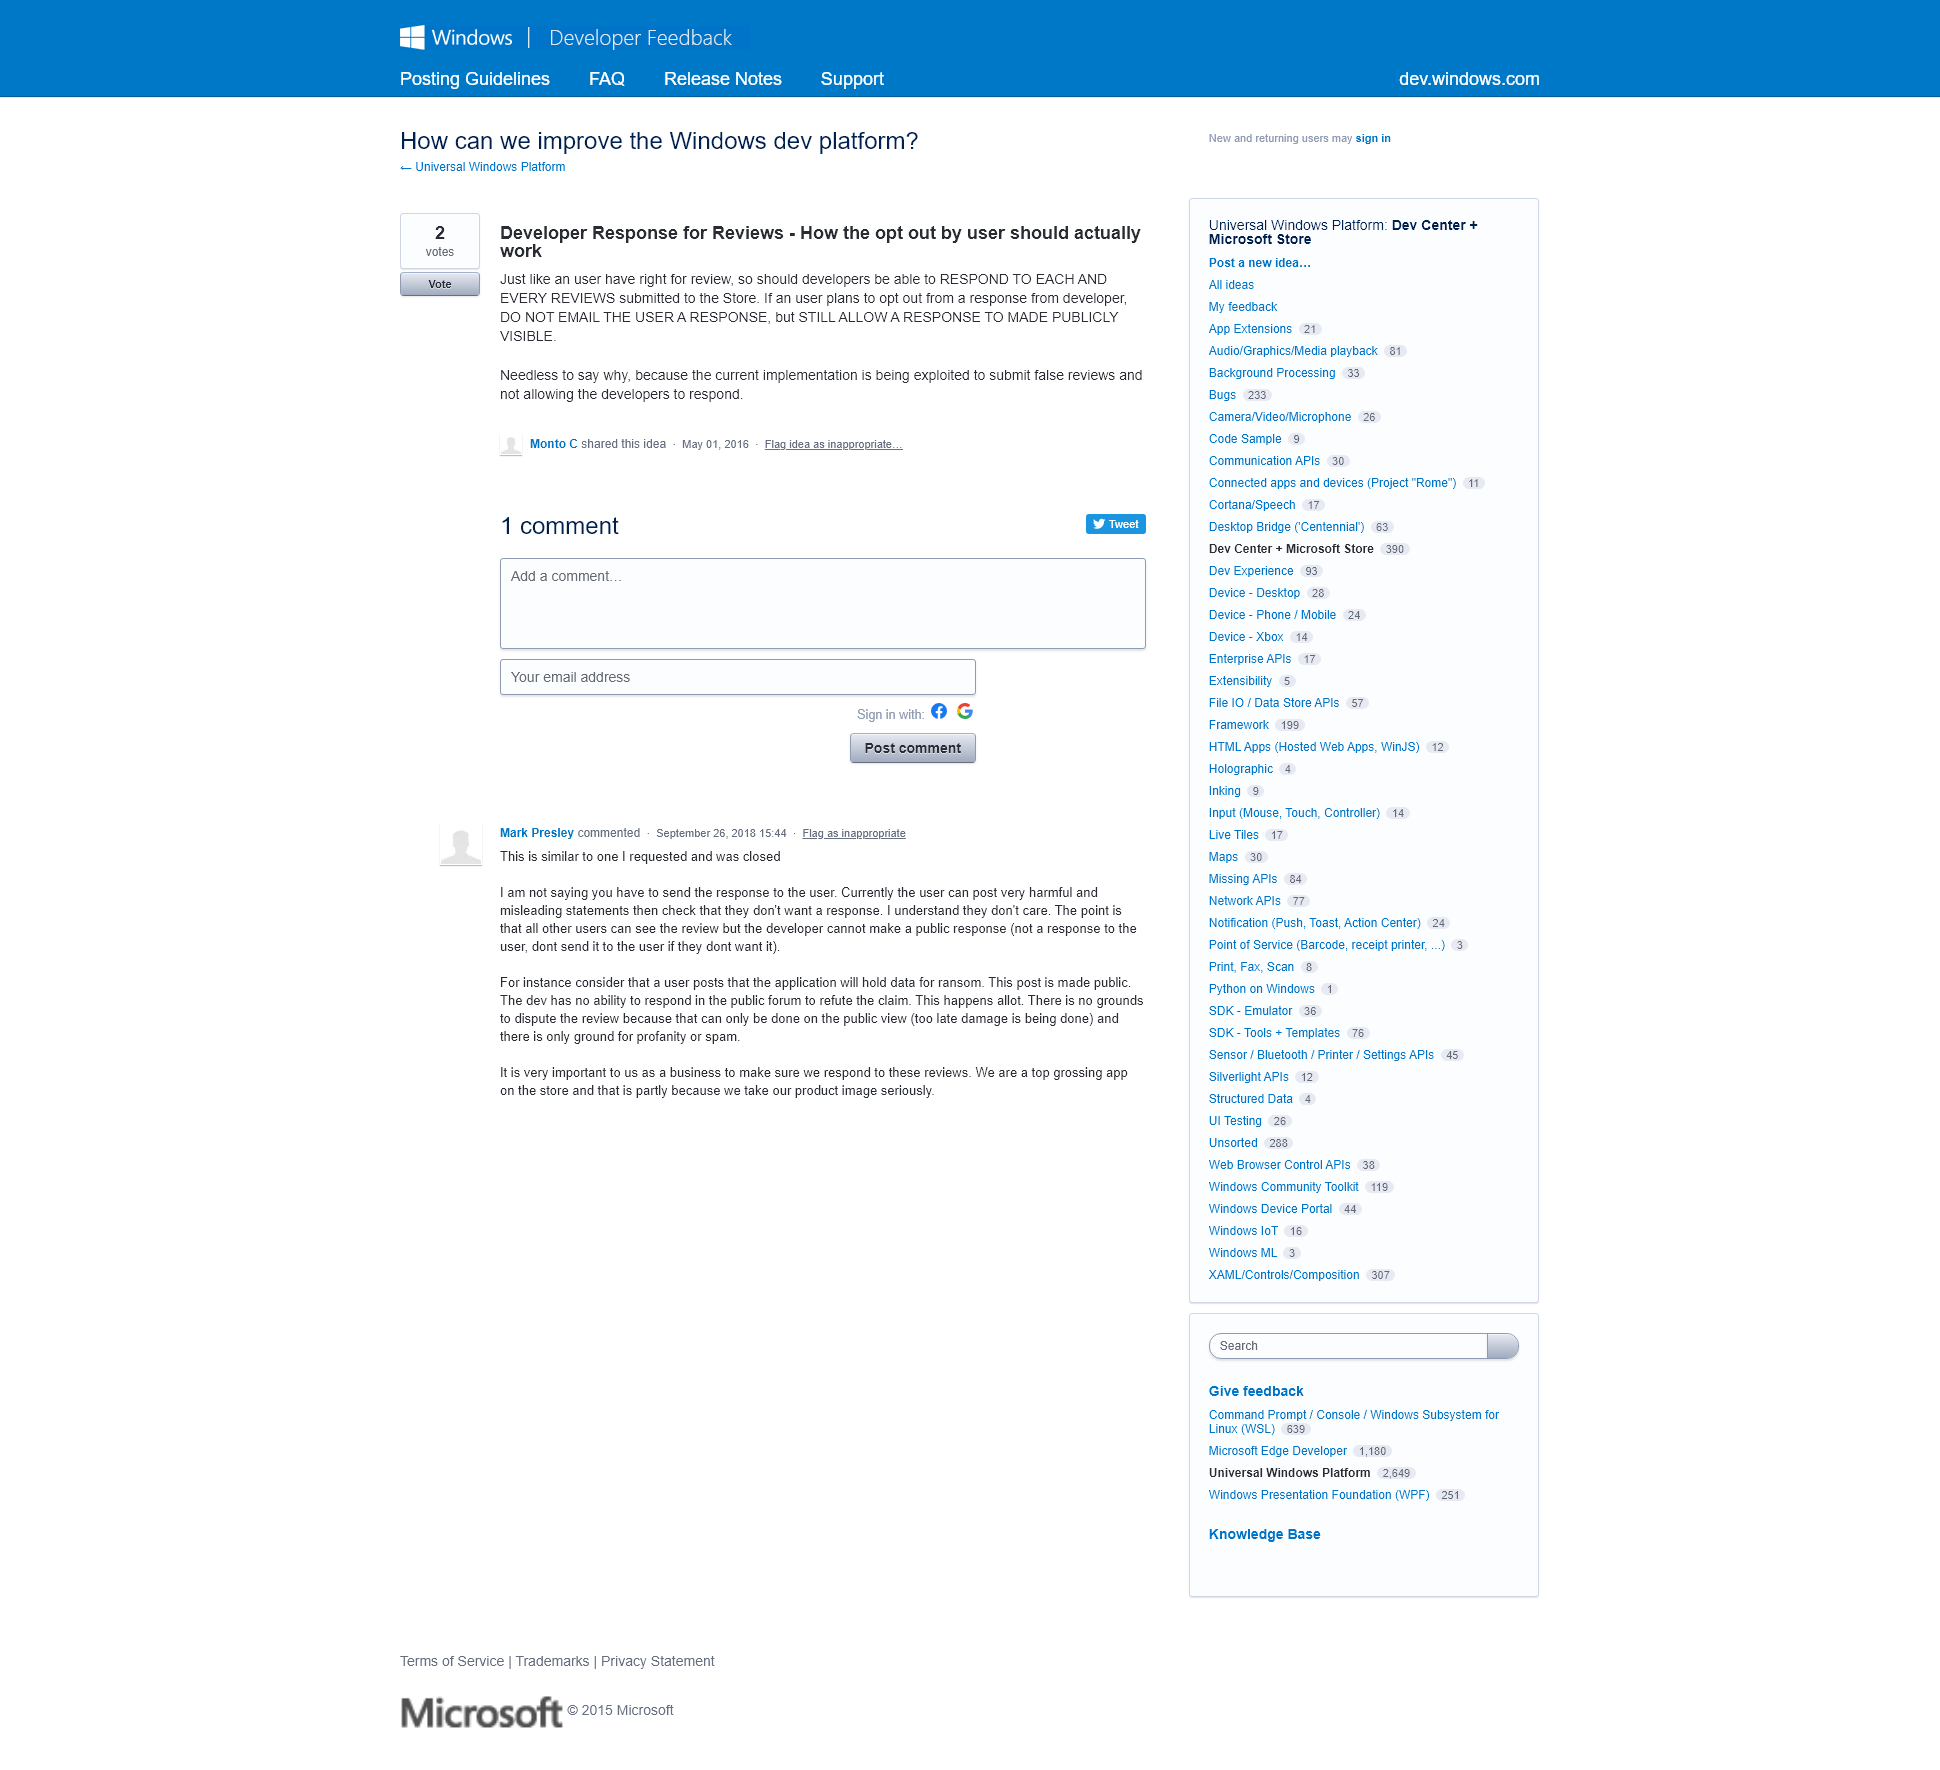 Windows | Developer Feedback
Posting Guidelines FAQ Release Notes Support dev.windows.com
How can we improve the Windows dev platform?
← Universal Windows Platform
New and returning users may sign in
2
votes
Vote
Developer Response for Reviews - How the opt out by user should actually
work
Just like an user have right for review, so should developers be able to RESPOND TO EACH AND
EVERY REVIEWS submitted to the Store. If an user plans to opt out from a response from developer,
DO NOT EMAIL THE USER A RESPONSE, but STILL ALLOW A RESPONSE TO MADE PUBLICLY
VISIBLE.
Needless to say why, because the current implementation is being exploited to submit false reviews and
not allowing the developers to respond.
Monto C shared this idea · May 01, 2016 · Flag idea as inappropriate…
1 comment
Tweet
Add a comment…
Your email address
Sign in with:
Post comment
Mark Presley commented · September 26, 2018 15:44 · Flag as inappropriate
This is similar to one I requested and was closed
I am not saying you have to send the response to the user. Currently the user can post very harmful and
misleading statements then check that they don't want a response. I understand they don't care. The point is
that all other users can see the review but the developer cannot make a public response (not a response to the
user, dont send it to the user if they dont want it).
For instance consider that a user posts that the application will hold data for ransom. This post is made public.
The dev has no ability to respond in the public forum to refute the claim. This happens allot. There is no grounds
to dispute the review because that can only be done on the public view (too late damage is being done) and
there is only ground for profanity or spam.
It is very important to us as a business to make sure we respond to these reviews. We are a top grossing app
on the store and that is partly because we take our product image seriously.
Universal Windows Platform: Dev Center +
Microsoft Store
Post a new idea…
All ideas
My feedback
App Extensions 21
Audio/Graphics/Media playback 81
Background Processing 33
Bugs 233
Camera/Video/Microphone 26
Code Sample 9
Communication APIs 30
Connected apps and devices (Project "Rome") 11
Cortana/Speech 17
Desktop Bridge ('Centennial') 63
Dev Center + Microsoft Store 390
Dev Experience 93
Device - Desktop 28
Device - Phone / Mobile 24
Device - Xbox 14
Enterprise APIs 17
Extensibility 5
File IO / Data Store APIs 57
Framework 199
HTML Apps (Hosted Web Apps, WinJS) 12
Holographic 4
Inking 9
Input (Mouse, Touch, Controller) 14
Live Tiles 17
Maps 30
Missing APIs 84
Network APIs 77
Notification (Push, Toast, Action Center) 24
Point of Service (Barcode, receipt printer, ...) 3
Print, Fax, Scan 8
Python on Windows 1
SDK - Emulator 36
SDK - Tools + Templates 76
Sensor / Bluetooth / Printer / Settings APIs 45
Silverlight APIs 12
Structured Data 4
UI Testing 26
Unsorted 288
Web Browser Control APIs 38
Windows Community Toolkit 119
Windows Device Portal 44
Windows IoT 16
Windows ML 3
XAML/Controls/Composition 307
Search
Give feedback
Command Prompt / Console / Windows Subsystem for
Linux (WSL) 639
Microsoft Edge Developer 1,180
Universal Windows Platform 2,649
Windows Presentation Foundation (WPF) 251
Knowledge Base
Terms of Service | Trademarks | Privacy Statement
Microsoft © 2015 Microsoft